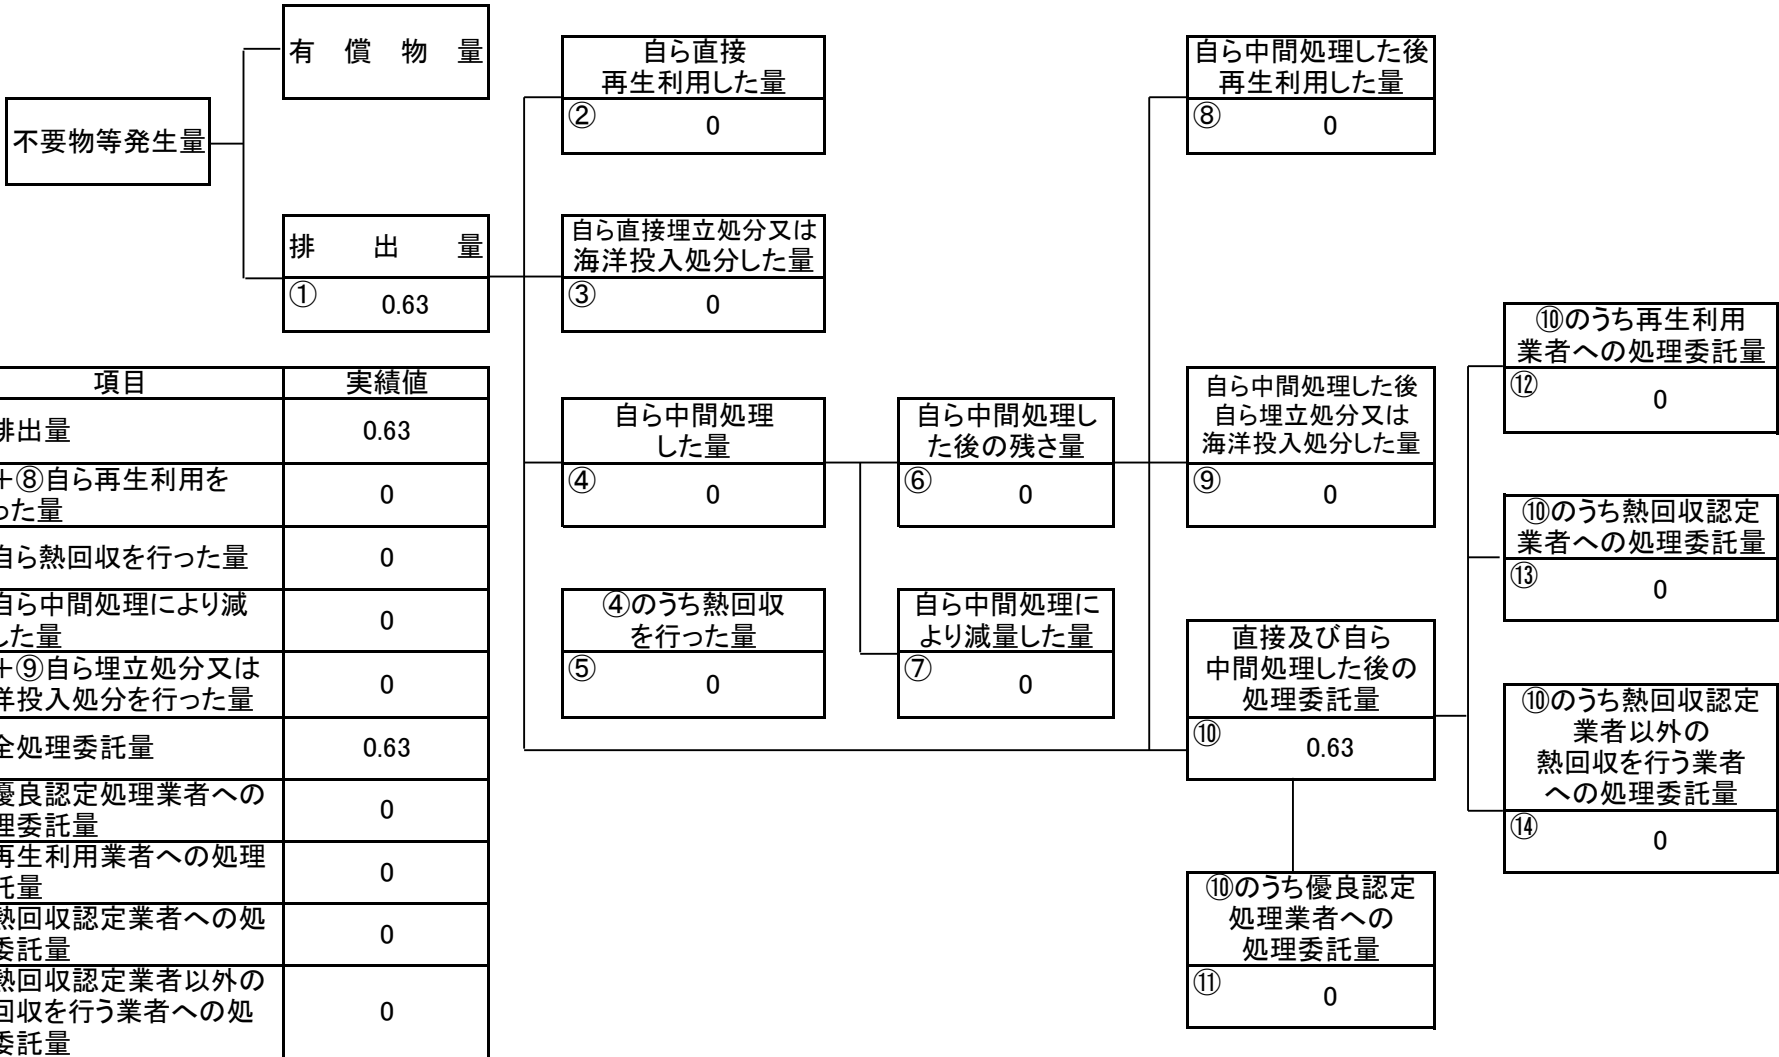 有償物量
不要物等発生量
排出量
① 0.63
自ら直接
再生利用した量
② 0
自ら直接埋立処分又は
海洋投入処分した量
③ 0
自ら中間処理
した量
④ 0
④のうち熱回収
を行った量
⑤ 0
自ら中間処理し
た後の残さ量
⑥ 0
自ら中間処理に
より減量した量
⑦ 0
自ら中間処理した後
再生利用した量
⑧ 0
自ら中間処理した後
自ら埋立処分又は
海洋投入処分した量
⑨ 0
直接及び自ら
中間処理した後の
処理委託量
⑩ 0.63
⑩のうち優良認定
処理業者への
処理委託量
⑪ 0
⑩のうち再生利用
業者への処理委託量
⑫ 0
⑩のうち熱回収認定
業者への処理委託量
⑬ 0
⑩のうち熱回収認定
業者以外の
熱回収を行う業者
への処理委託量
⑭ 0
項目 実績値
排出量 0.63
+⑧自ら再生利用を
った量 0
自ら熱回収を行った量 0
自ら中間処理により減
した量 0
+⑨自ら埋立処分又は
洋投入処分を行った量 0
全処理委託量 0.63
優良認定処理業者への
理委託量 0
再生利用業者への処理
託量 0
熱回収認定業者への処
委託量 0
熱回収認定業者以外の
回収を行う業者への処
委託量 0